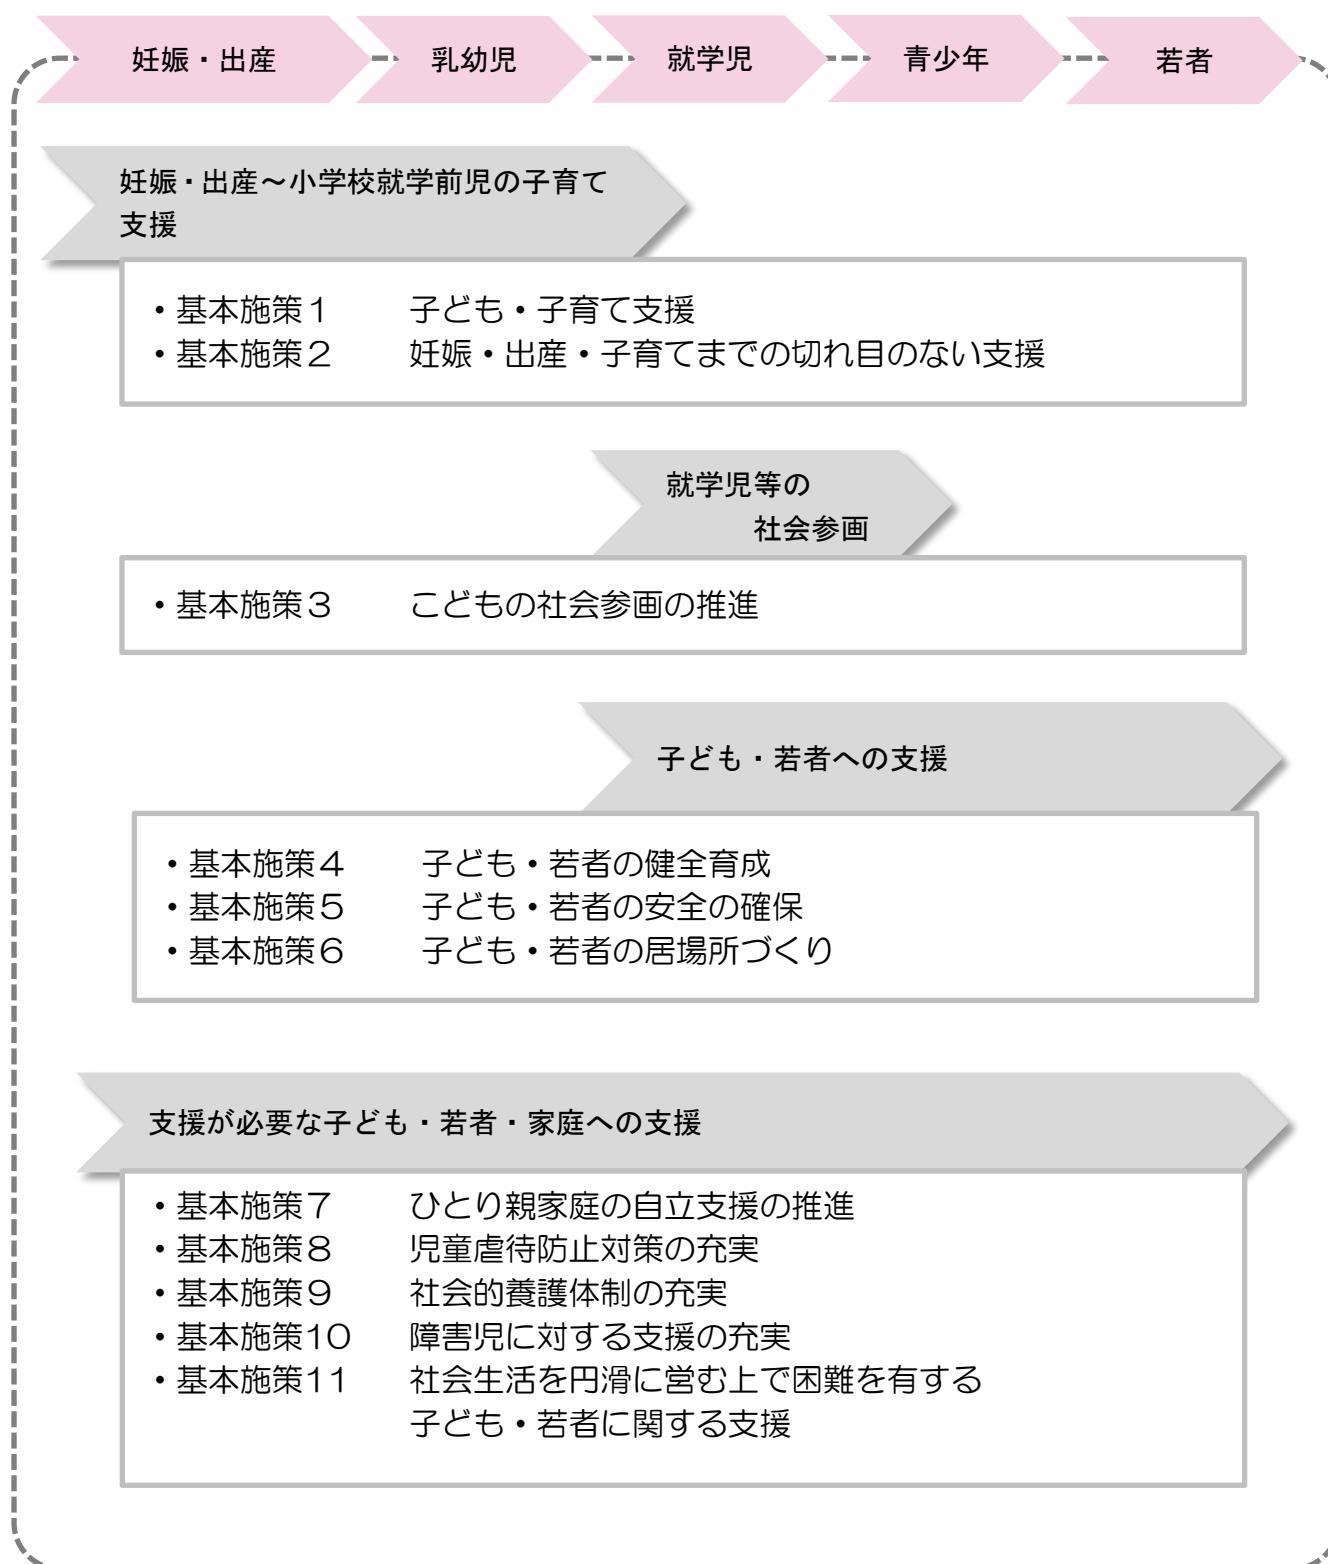 妊娠・出産 乳幼児 就学児 青少年 若者
妊娠・出産～小学校就学前児の子育て
支援
・基本施策１ 子ども・子育て支援
・基本施策２ 妊娠・出産・子育てまでの切れ目のない支援
就学児等の
社会参画
・基本施策３ こどもの社会参画の推進
子ども・若者への支援
・基本施策４ 子ども・若者の健全育成
・基本施策５ 子ども・若者の安全の確保
・基本施策６ 子ども・若者の居場所づくり
支援が必要な子ども・若者・家庭への支援
・基本施策７ ひとり親家庭の自立支援の推進
・基本施策８ 児童虐待防止対策の充実
・基本施策９ 社会的養護体制の充実
・基本施策10 障害児に対する支援の充実
・基本施策11 社会生活を円滑に営む上で困難を有する
子ども・若者に関する支援